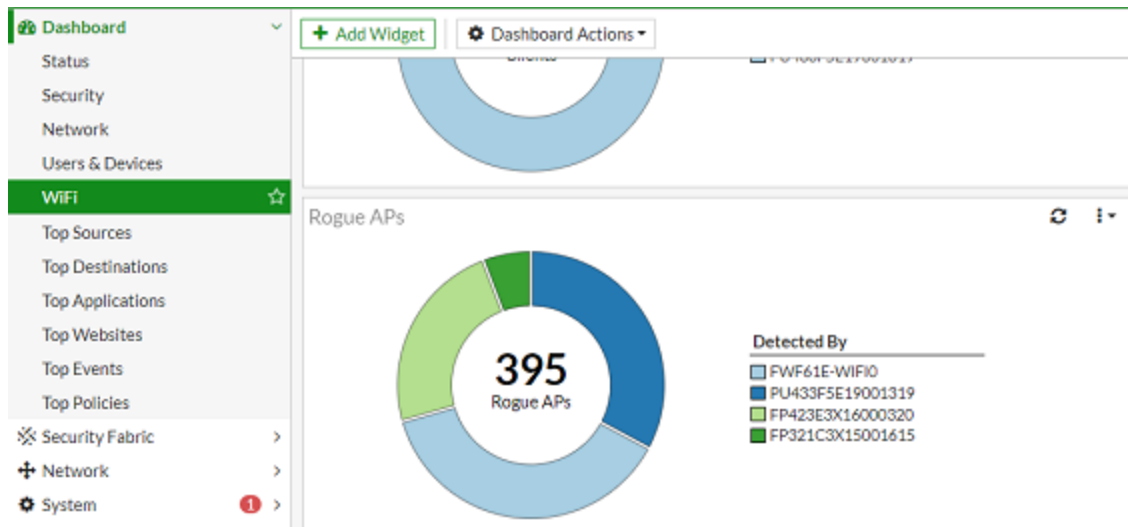 Dashboard
Status
Security
Network
Users & Devices
WiFi
Top Sources
Top Destinations
Top Applications
Top Websites
Top Events
Top Policies
Security Fabric
Network
System
1
+ Add Widget
Dashboard Actions
Rogue APs
395
Rogue APs
Detected By
FWF61E-WIFI0
PU433F5E19001319
FP423E3X16000320
FP321C3X15001615